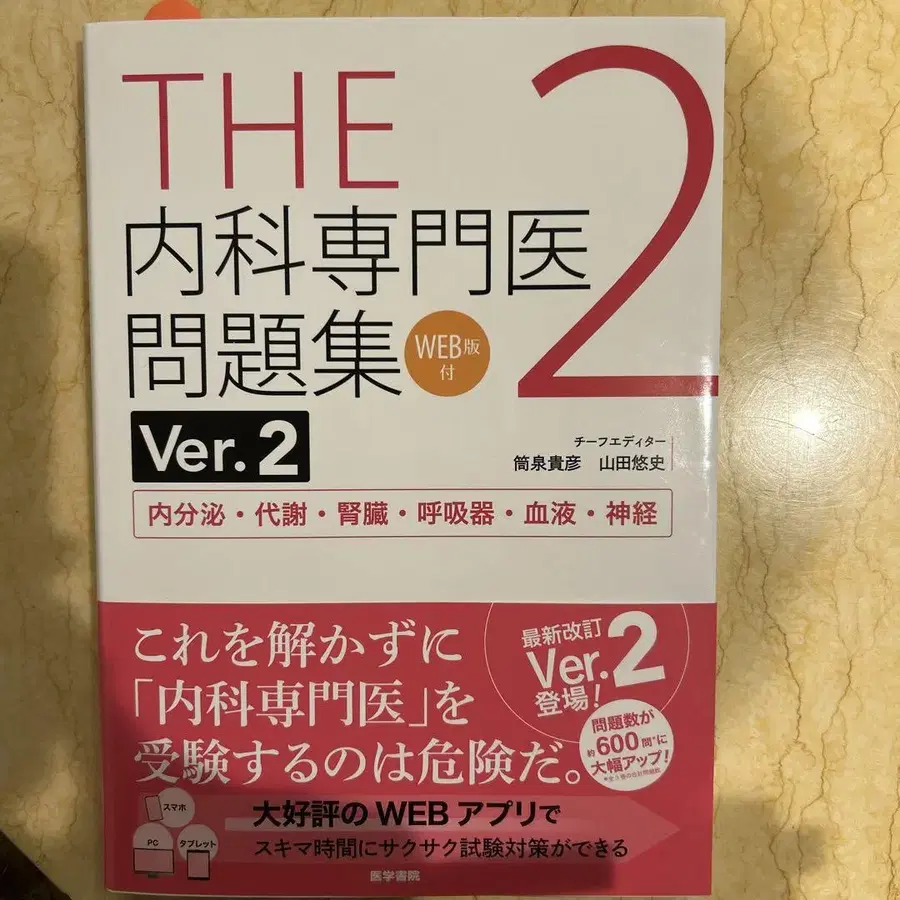 THE
2
内科専門医
問題集
WEB版
付
Ver.2
チーフエディター
筒泉貴彦 山田悠史
内分泌・代謝・腎臓・呼吸器・血液・神経
これを解かずに
「内科専門医」を
受験するのは危険だ。
最新改訂
Ver.2
登場!
問題数が
約600問*に
大幅アップ!
スマホ
PC
タブレット
大好評のWEBアプリで
スキマ時間にサクサク試験対策ができる
医学書院